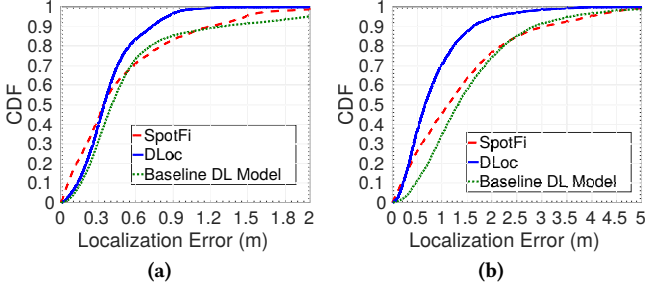 1
0.9
0.8
0.7
0.6
0.5
0.4
0.3
0.2
0.1
0
CDF
SpotFi
DLoc
Baseline DL Model
0 0.3 0.6 0.9 1.2 1.5 1.8 2
Localization Error (m)
(a)
1
0.9
0.8
0.7
0.6
0.5
0.4
0.3
0.2
0.1
0
CDF
SpotFi
DLoc
Baseline DL Model
0 0.5 1 1.5 2 2.5 3 3.5 4 4.5 5
Localization Error (m)
(b)